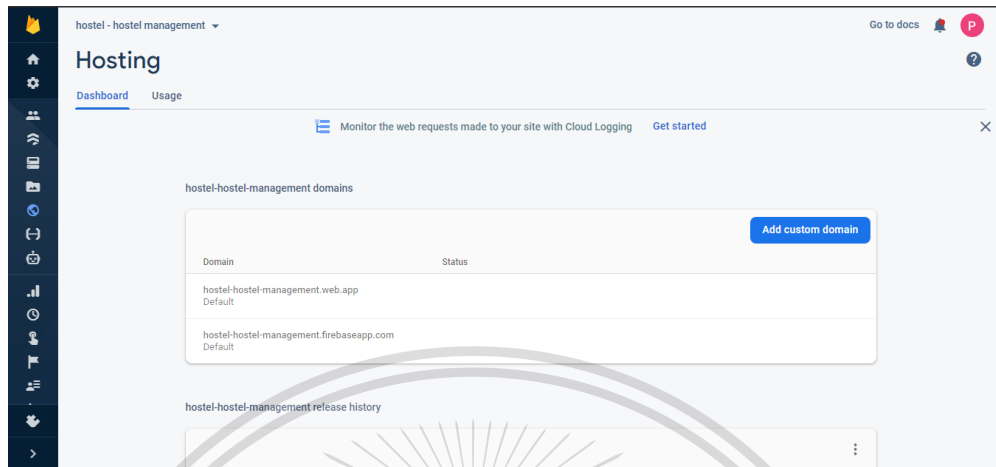 hostel - hostel management
Go to docs
P
Hosting
?
Dashboard
Usage
Monitor the web requests made to your site with Cloud Logging
Get started
hostel-hostel-management domains
Add custom domain
Domain
Status
hostel-hostel-management.web.app
Default
hostel-hostel-management.firebaseapp.com
Default
hostel-hostel-management release history